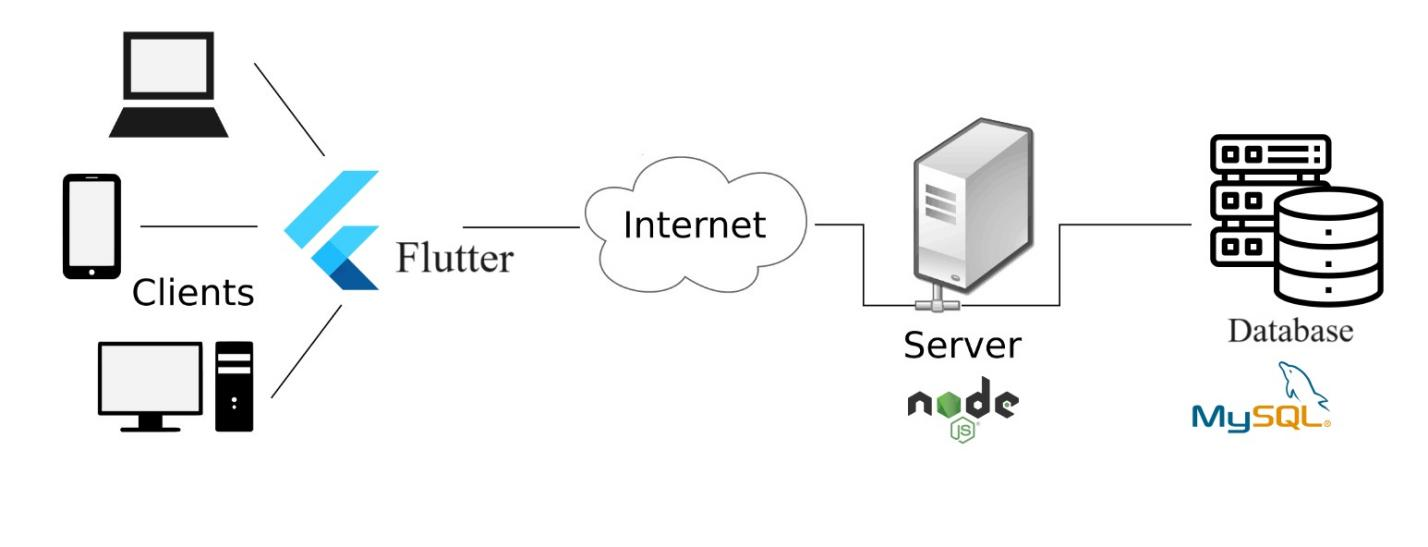 Clients
Flutter
Internet
Server
node
JS
Database
MySQL®